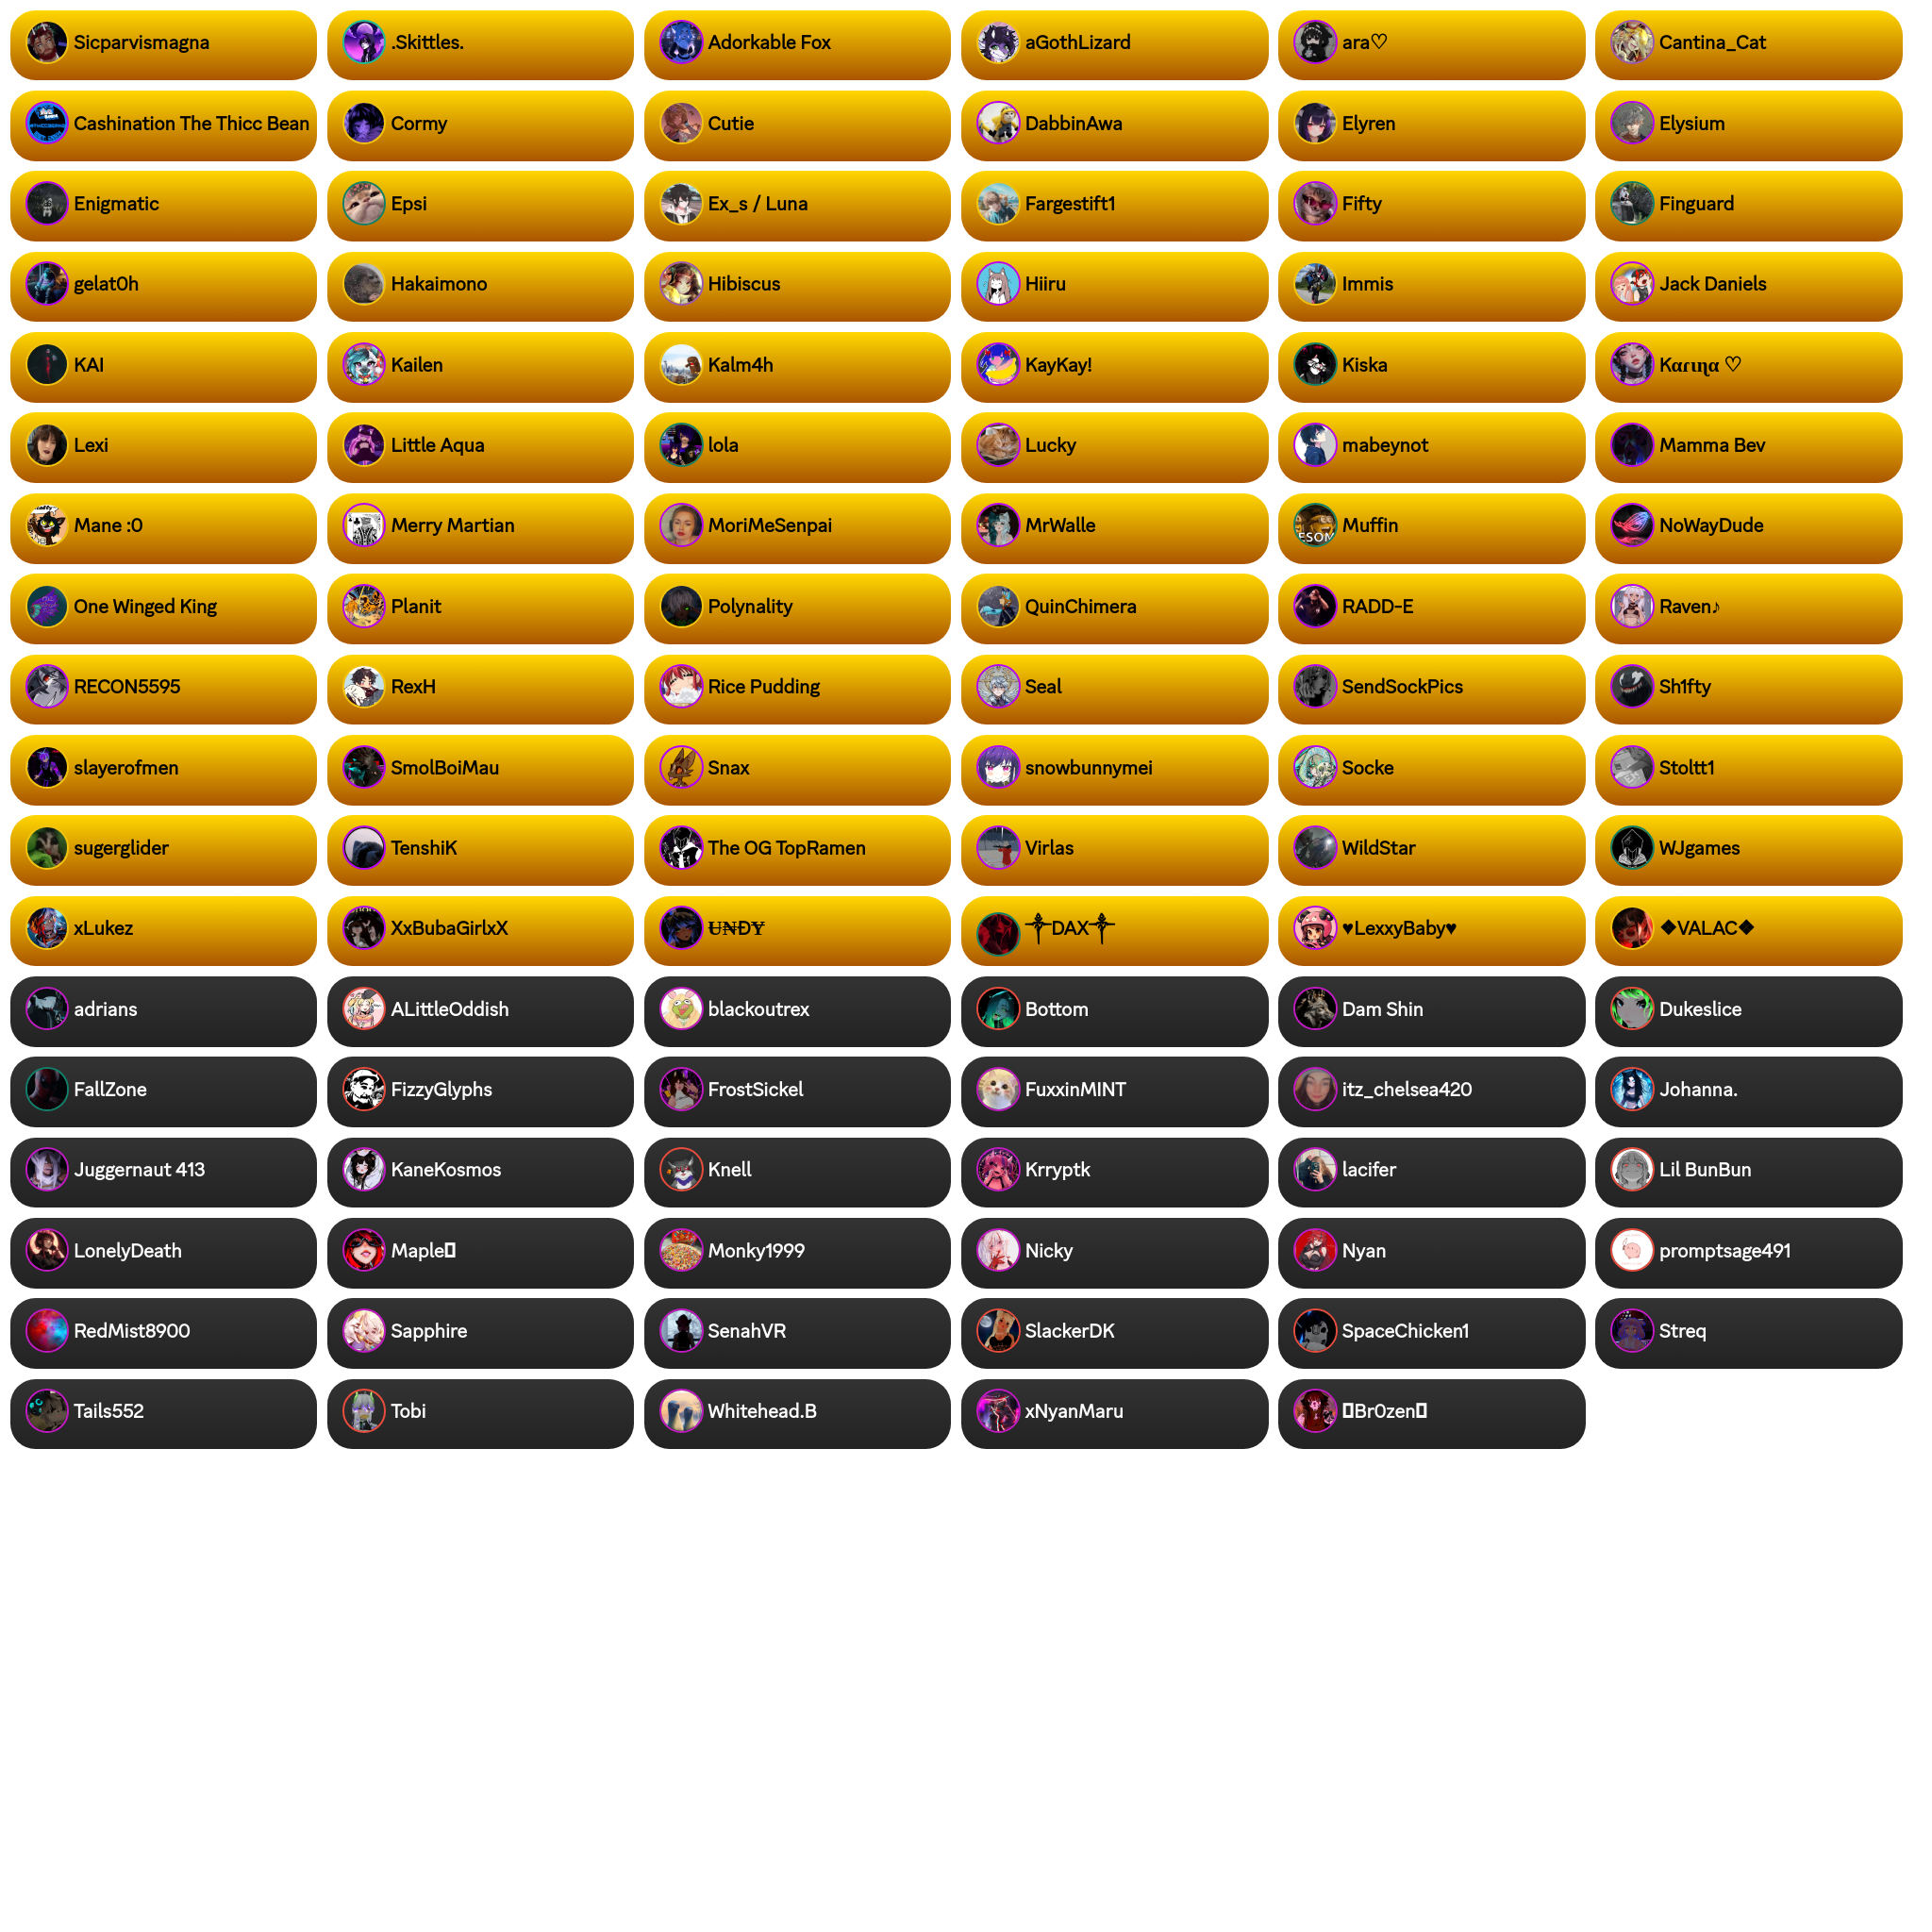 Sicparvismagna
.Skittles.
Adorkable Fox
aGothLizard
ara♡
Cantina_Cat
Cashination The Thicc Bean
Cormy
Cutie
DabbinAwa
Elyren
Elysium
Enigmatic
Epsi
Ex_s / Luna
Fargestift1
Fifty
Finguard
gelat0h
Hakaimono
Hibiscus
Hiiru
Immis
Jack Daniels
KAI
Kailen
Kalm4h
KayKay!
Kiska
Kαɾιɳα ♡
Lexi
Little Aqua
lola
Lucky
mabeynot
Mamma Bev
Mane :0
Merry Martian
MoriMeSenpai
MrWalle
ESOM
Muffin
NoWayDude
One Winged King
Planit
Polynality
QuinChimera
RADD-E
Raven♪
RECON5595
RexH
Rice Pudding
Seal
SendSockPics
Sh1fty
slayerofmen
SmolBoiMau
Snax
snowbunnymei
Socke
Stoltt1
sugerglider
TenshiK
The OG TopRamen
Virlas
WildStar
WJgames
xLukez
XxBubaGirlxX
U̶N̶D̶Y̶
༒DAX༒
♥LexxyBaby♥
❖VALAC❖
adrians
ALittleOddish
blackoutrex
Bottom
Dam Shin
Dukeslice
FallZone
FizzyGlyphs
FrostSickel
FuxxinMINT
itz_chelsea420
Johanna.
Juggernaut 413
KaneKosmos
Knell
Krryptk
lacifer
Lil BunBun
LonelyDeath
Maple
Monky1999
Nicky
Nyan
promptsage491
RedMist8900
Sapphire
SenahVR
SlackerDK
SpaceChicken1
Streq
Tails552
Tobi
Whitehead.B
xNyanMaru
Br0zen